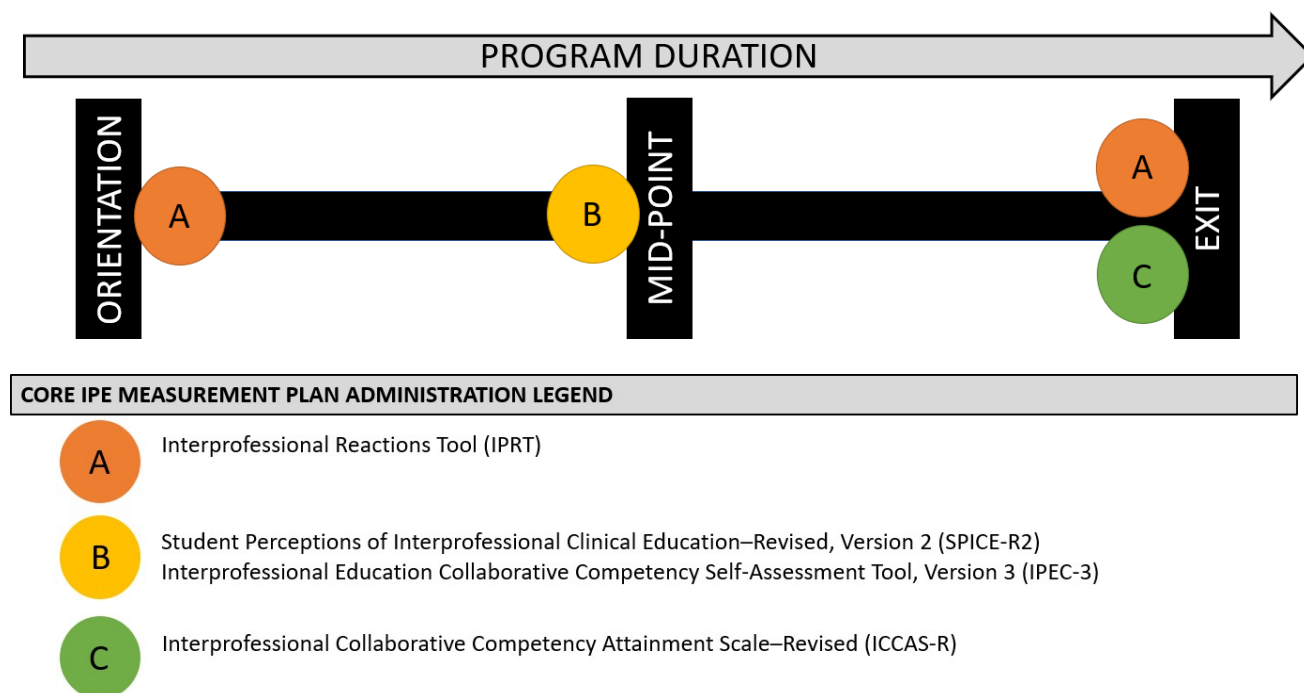 PROGRAM DURATION
ORIENTATION
A
B
MID-POINT
A
C
EXIT
CORE IPE MEASUREMENT PLAN ADMINISTRATION LEGEND
A
Interprofessional Reactions Tool (IPRT)
B
Student Perceptions of Interprofessional Clinical Education–Revised, Version 2 (SPICE-R2)
Interprofessional Education Collaborative Competency Self-Assessment Tool, Version 3 (IPEC-3)
C
Interprofessional Collaborative Competency Attainment Scale–Revised (ICCAS-R)